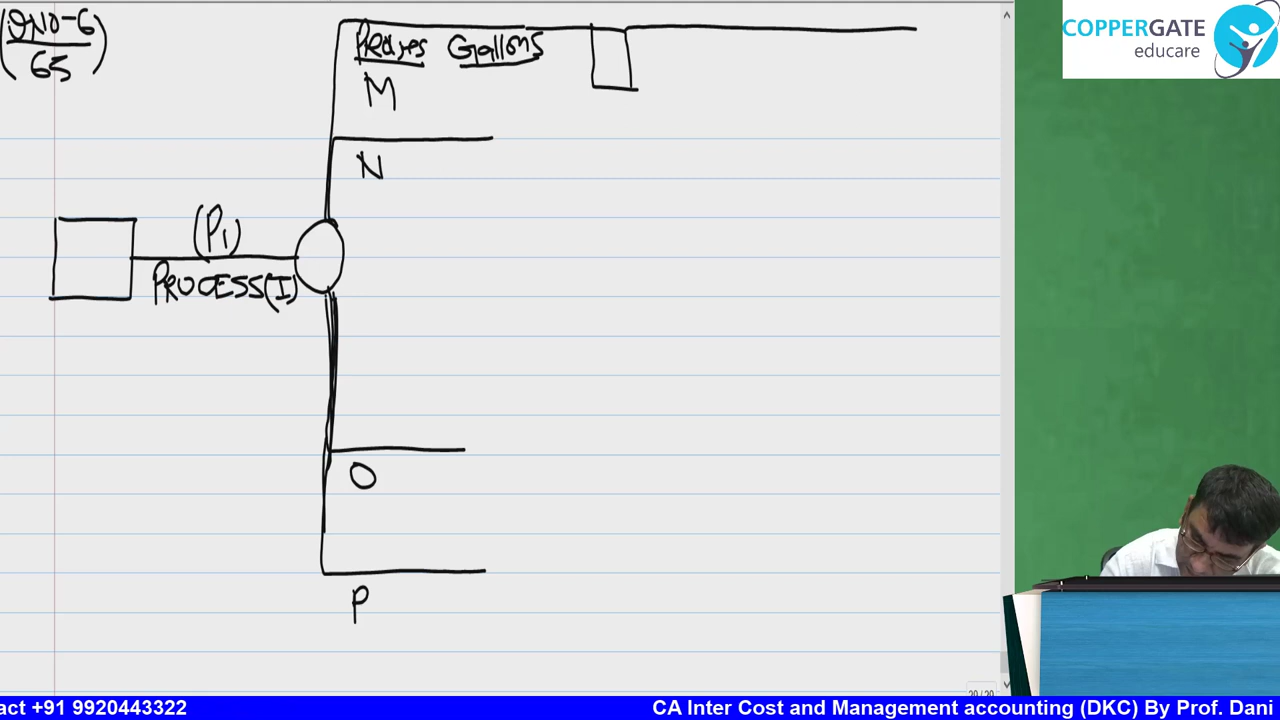 (QNO-6
65)
Proxes Gallons
M
N
(P1)
PROCESS(I)
O
P
COPPERGATE
educare
act +91 9920443322
CA Inter Cost and Management accounting (DKC) By Prof. Dani